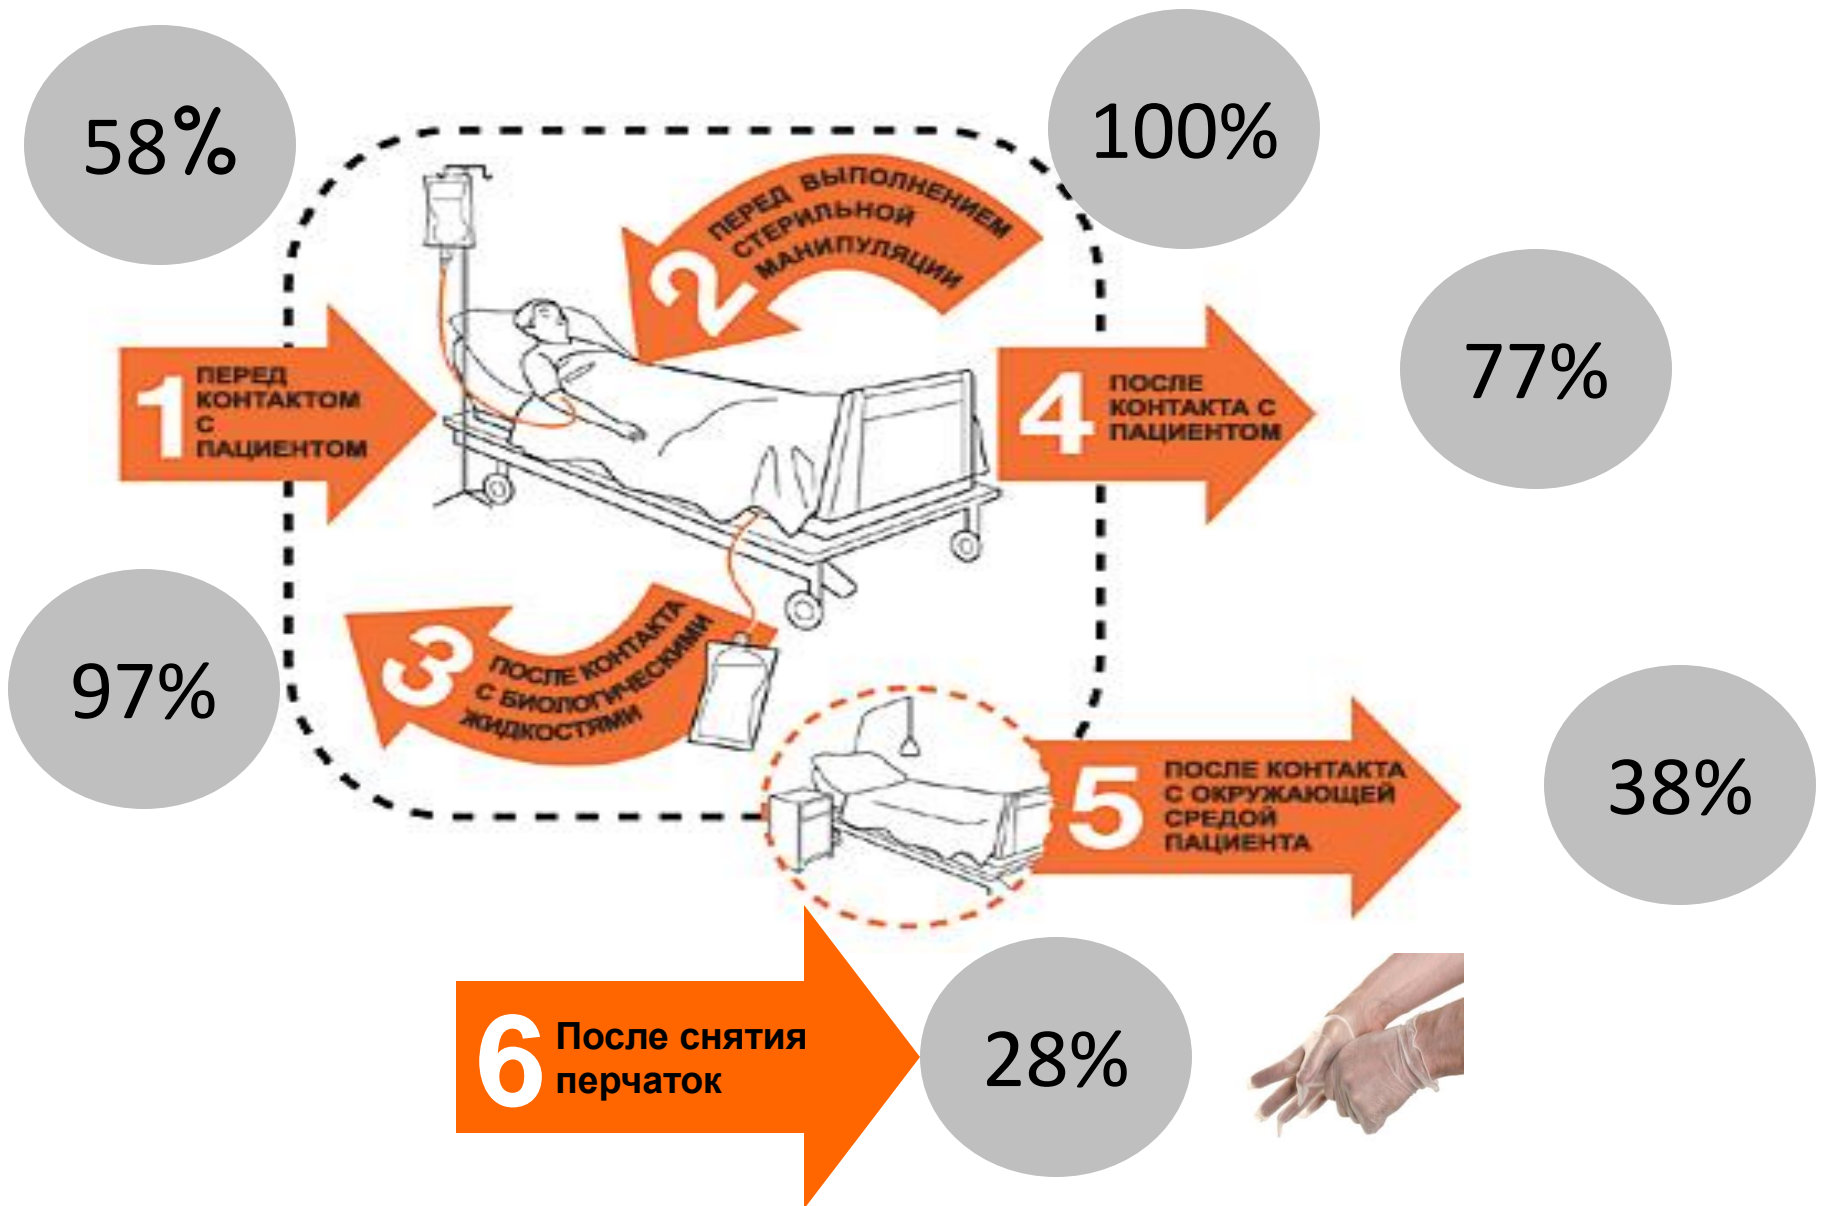 58%
100%
2
ПЕРЕД ВЫПОЛНЕНИЕМ
СТЕРИЛЬНОЙ
МАНИПУЛЯЦИИ
77%
1
ПЕРЕД
КОНТАКТОМ
С
ПАЦИЕНТОМ
4
ПОСЛЕ
КОНТАКТА С
ПАЦИЕНТОМ
97%
3
ПОСЛЕ КОНТАКТА
С БИОЛОГИЧЕСКИМИ
ЖИДКОСТЯМИ
5
ПОСЛЕ КОНТАКТА
С ОКРУЖАЮЩЕЙ
СРЕДОЙ
ПАЦИЕНТА
38%
6
После снятия
перчаток
28%